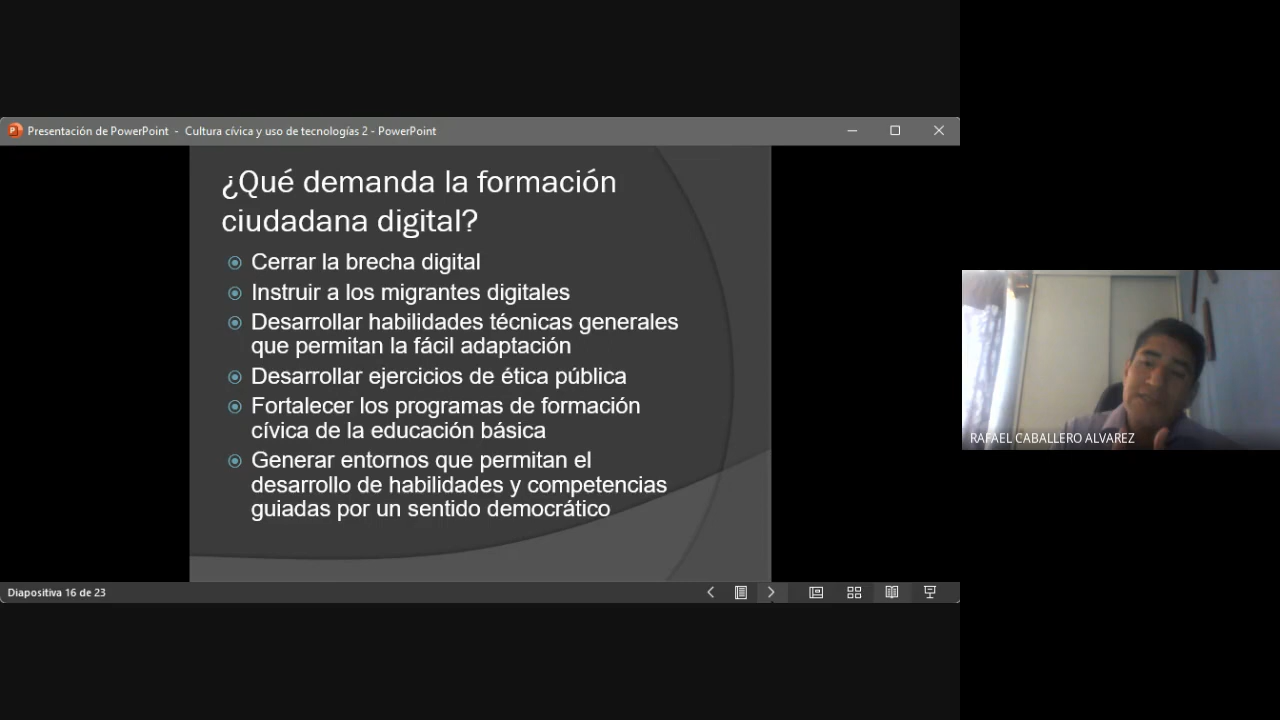 Presentación de PowerPoint - Cultura cívica y uso de tecnologías 2 - PowerPoint
¿Qué demanda la formación
ciudadana digital?
Cerrar la brecha digital
Instruir a los migrantes digitales
Desarrollar habilidades técnicas generales
que permitan la fácil adaptación
Desarrollar ejercicios de ética pública
Fortalecer los programas de formación
cívica de la educación básica
Generar entornos que permitan el
desarrollo de habilidades y competencias
guiadas por un sentido democrático
Diapositiva 16 de 23
RAFAEL CABALLERO ALVAREZ